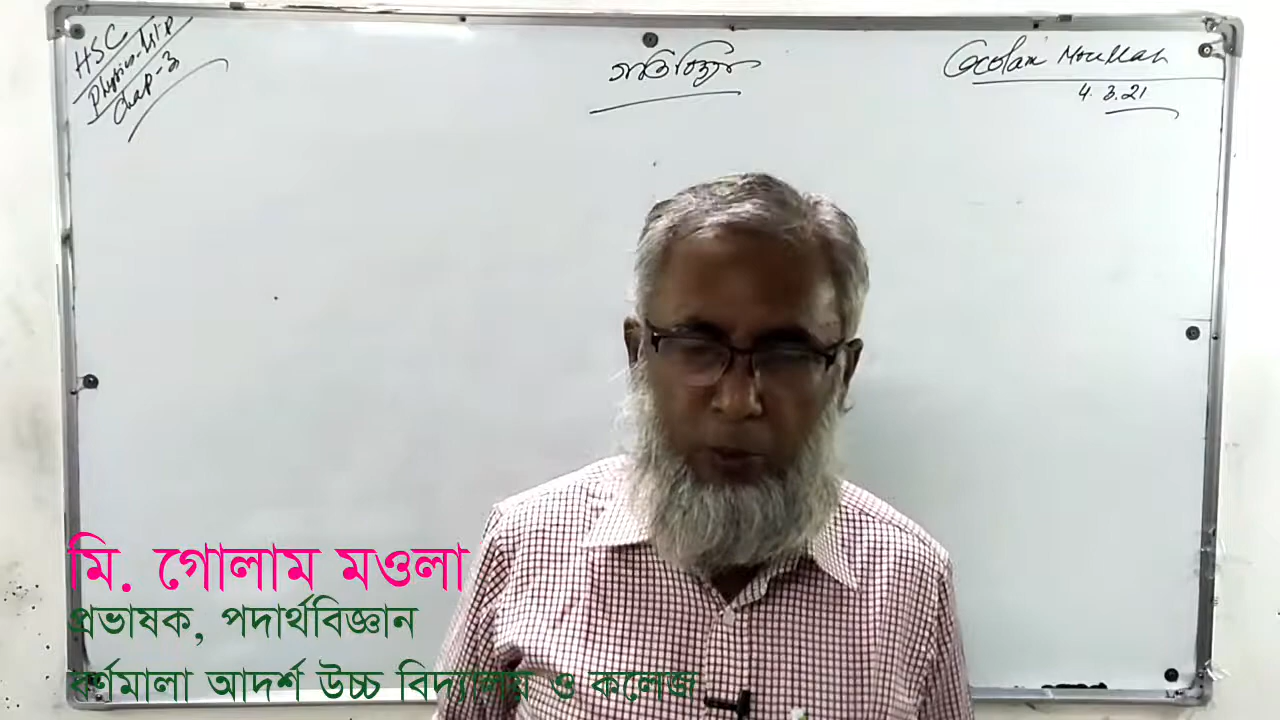 HSC
Physics-1st P
Chap-3
গতিবিদ্যা
Golam Moullah
4.3.21
মি. গোলাম মওলা
প্রভাষক, পদার্থবিজ্ঞান
বর্ণমালা আদর্শ উচ্চ বিদ্যালয় ও কলেজ